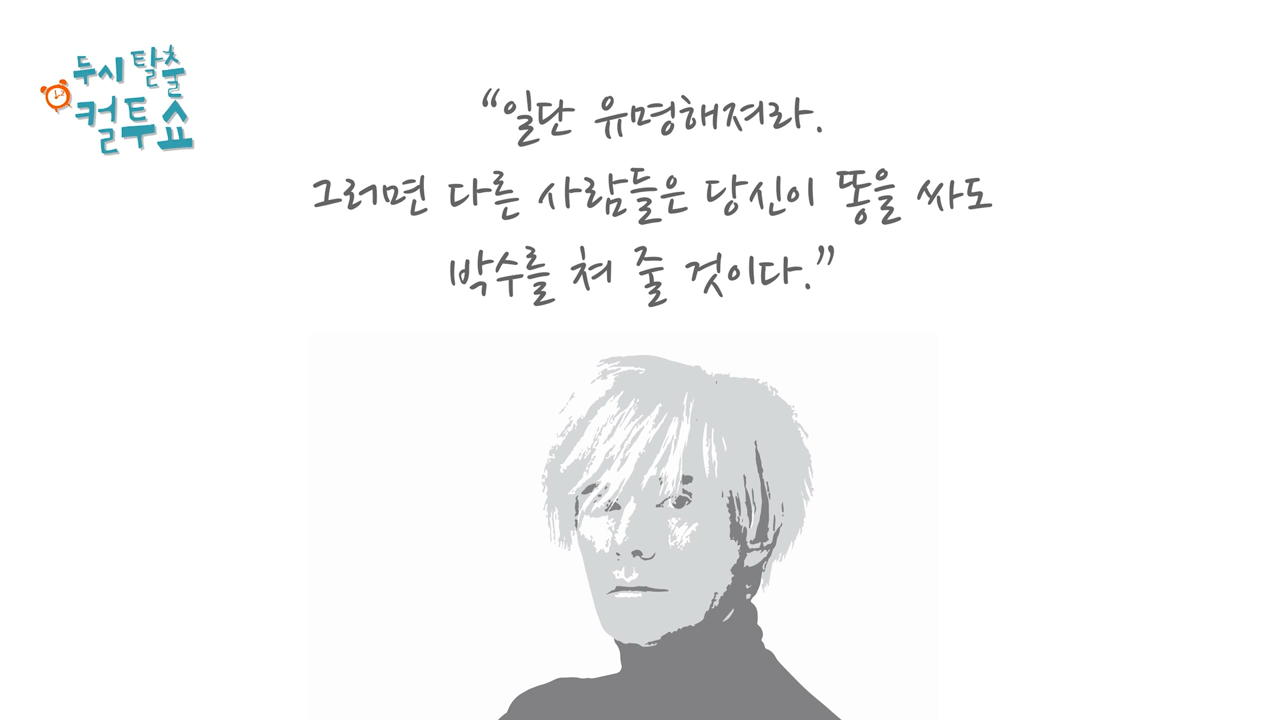 두시 탈출
컬투쇼
“일단 유명해져라.
그러면 다른 사람들은 당신이 똥을 싸도
박수를 쳐 줄 것이다.”